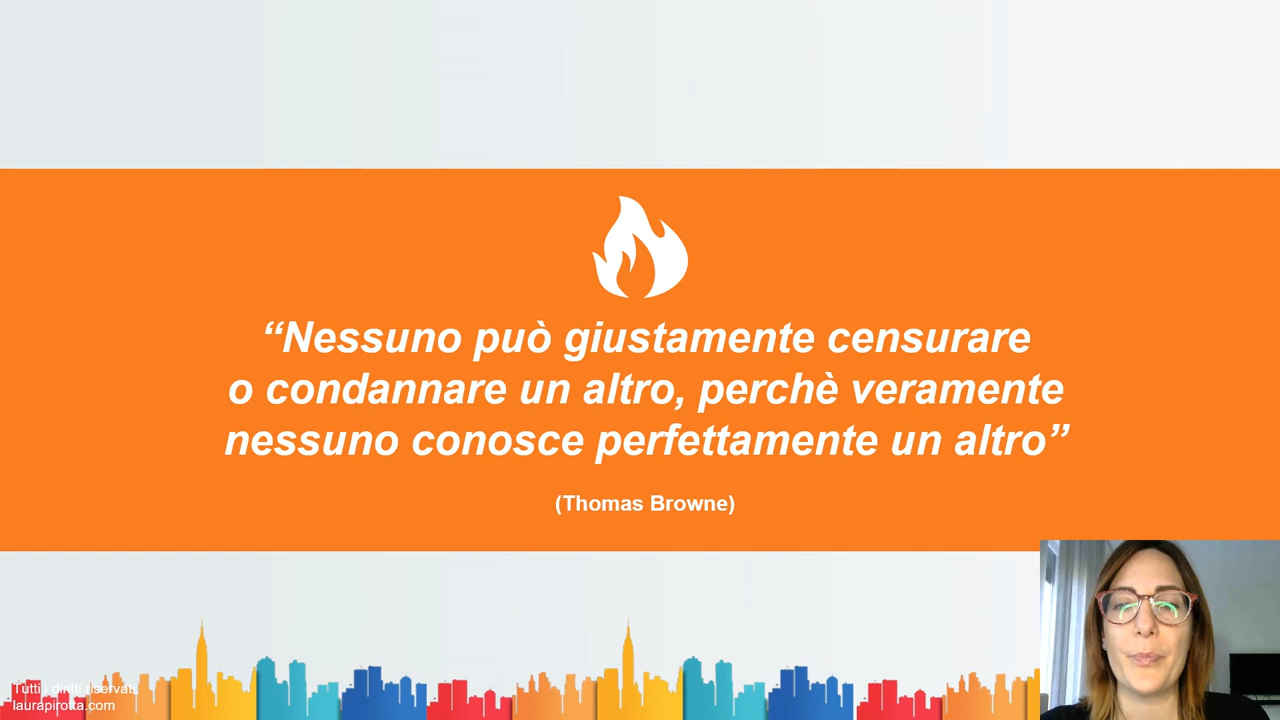 “Nessuno può giustamente censurare
o condannare un altro, perchè veramente
nessuno conosce perfettamente un altro”
(Thomas Browne)
Tutti i diritti riservati
laurapirotta.com